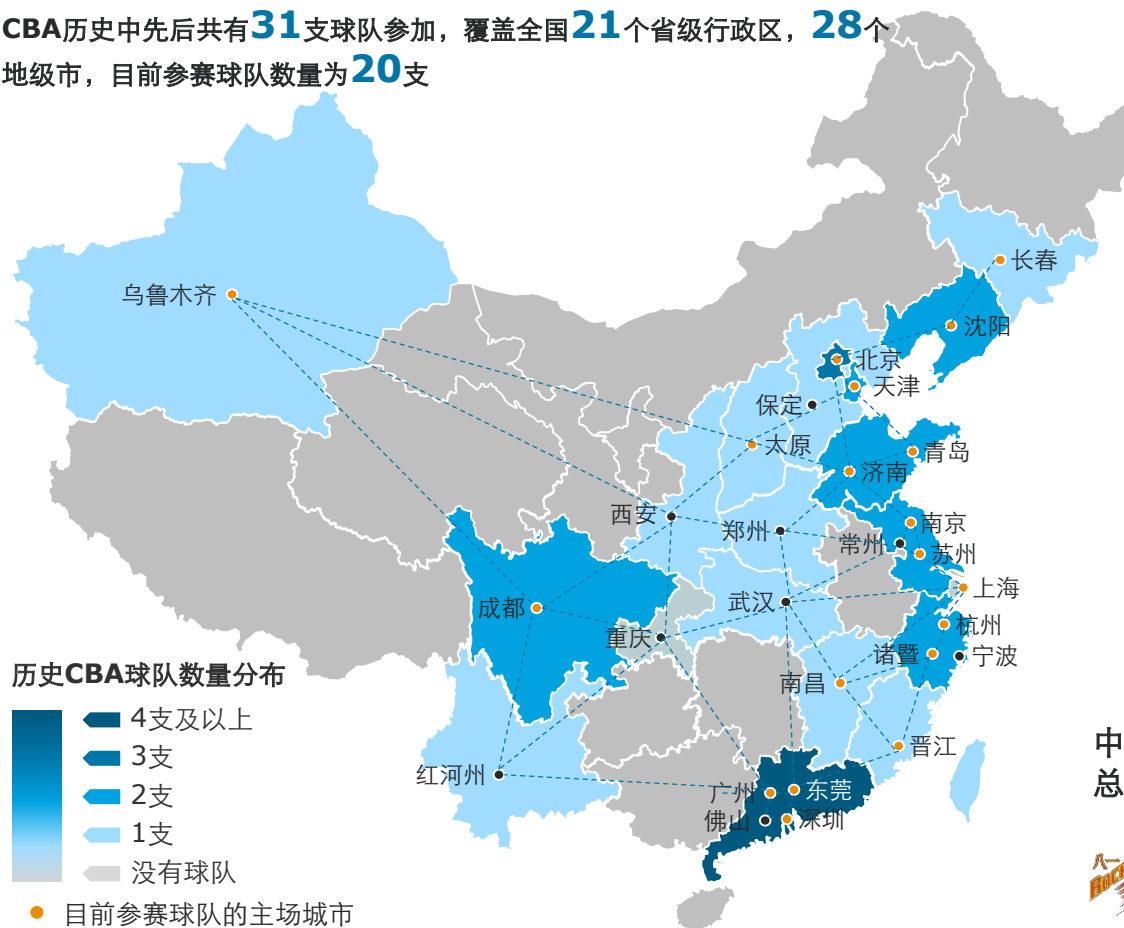 CBA历史中先后共有31支球队参加，覆盖全国21个省级行政区，28个
地级市，目前参赛球队数量为20支
长春
乌鲁木齐
沈阳
北京
天津
保定
太原
青岛
济南
西安
南京
郑州
常州
苏州
上海
武汉
成都
杭州
重庆
诸暨
宁波
历史CBA球队数量分布
南昌
4支及以上
3支
晋江
红河州
2支
广州
东莞
佛山
深圳
1支
没有球队
目前参赛球队的主场城市
中
总
八一